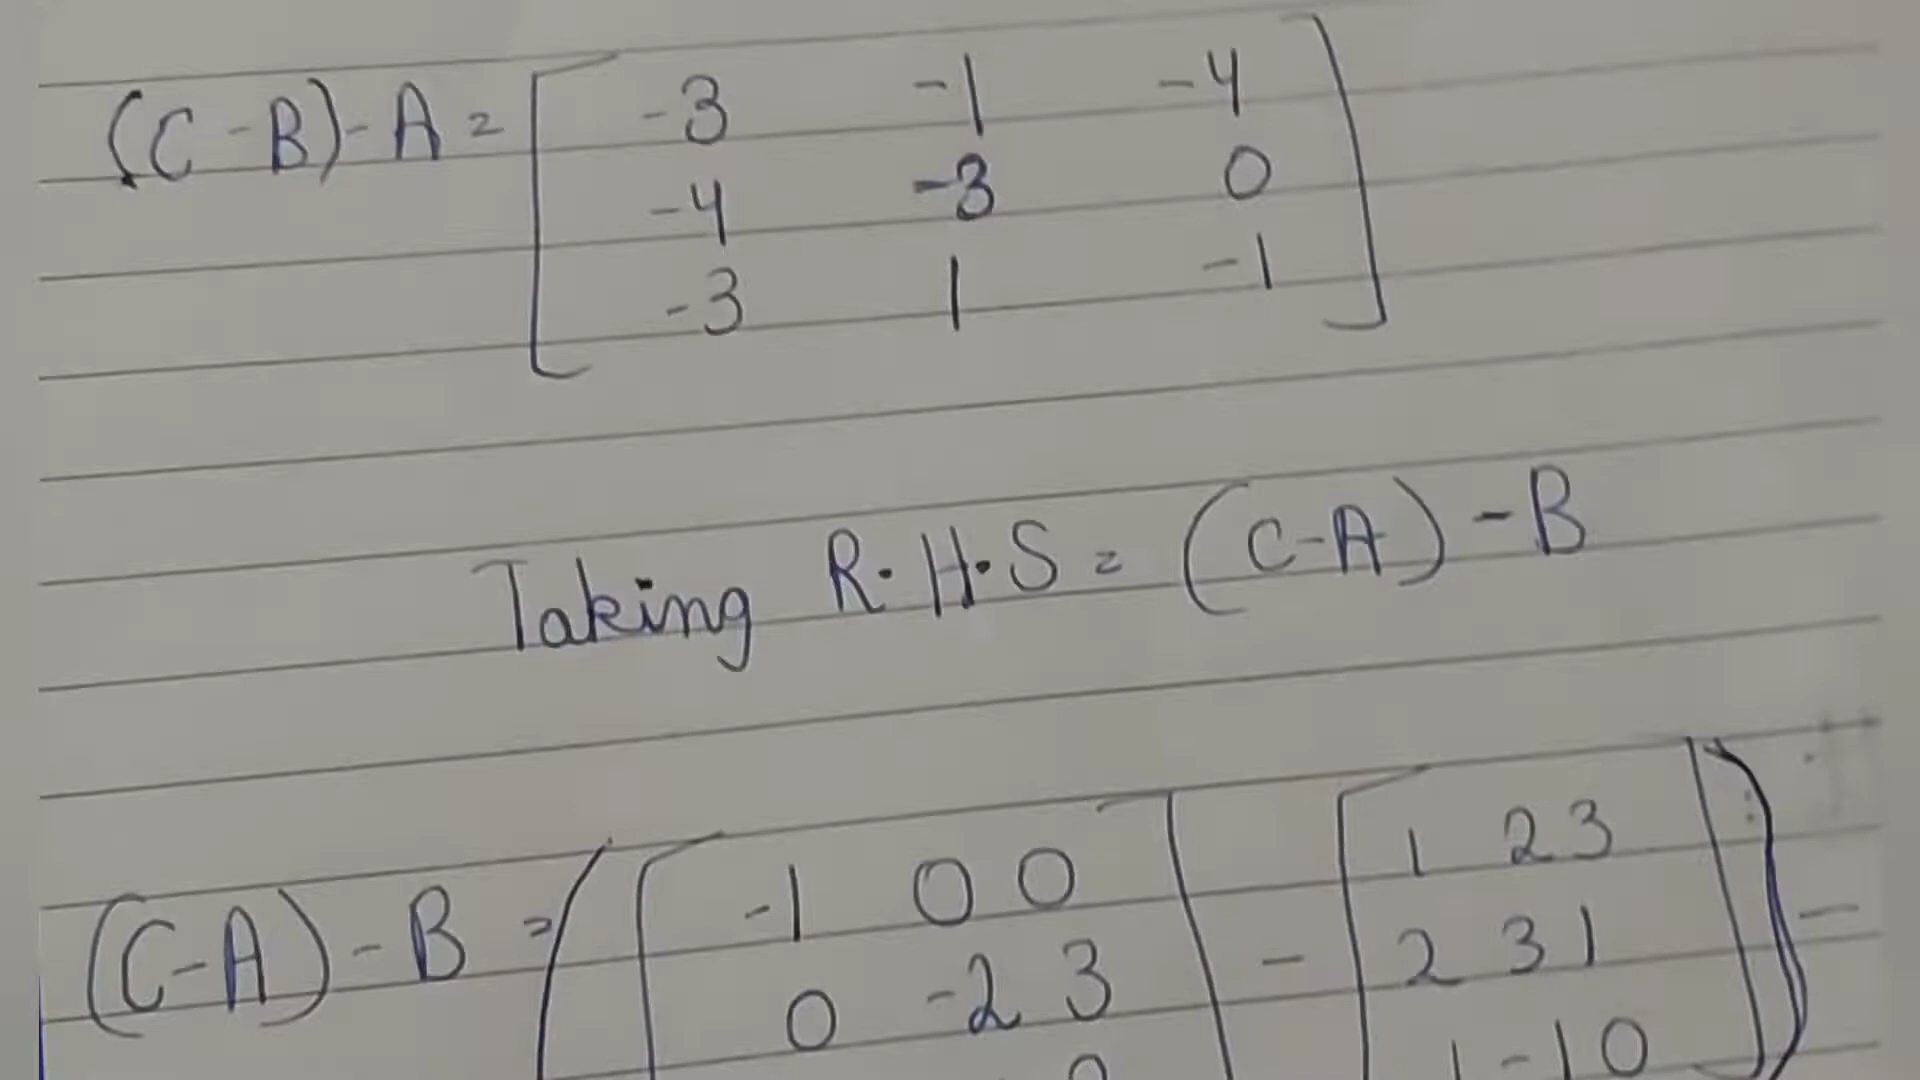 (C-B)-A = [ -3 -1 -4
-4 -3 0
-3 1 -1 ]
Taking R.H.S = (C-A) - B
(C-A) - B = ( [ -1 0 0 ] - [ 1 2 3 ] ) -
0 -2 3 2 3 1
1 -1 0